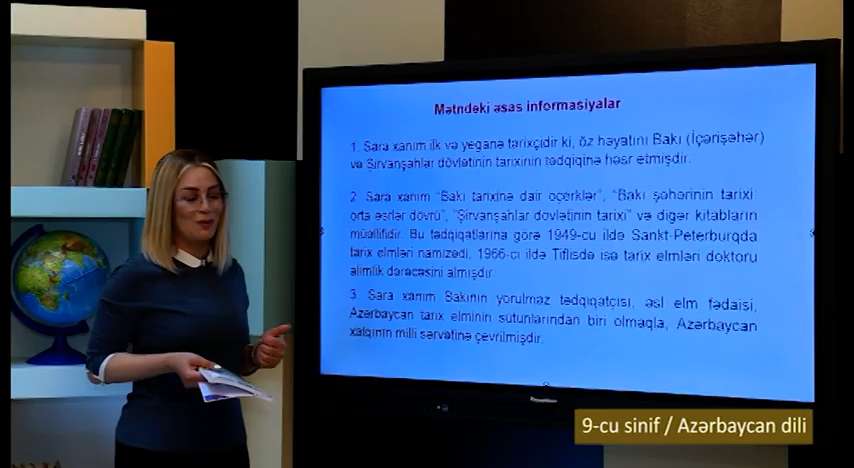 Mətndəki əsas informasiyalar
1. Sara xanım ilk və yeganə tarixçidir ki, öz həyatını Bakı (İçərişəhər)
və Şirvanşahlar dövlətinin tarixinin tədqiqinə həsr etmişdir.
2. Sara xanım "Bakı tarixinə dair oçerklər", "Bakı şəhərinin tarixi
orta əsrlər dövrü", "Şirvanşahlar dövlətinin tarixi" və digər kitabların
müəllifidir. Bu tədqiqatlarına görə 1949-cu ildə Sankt-Peterburqda
tarix elmləri namizədi, 1966-cı ildə Tiflisdə isə tarix elmləri doktoru
alimlik dərəcəsini almışdır.
3. Sara xanım Bakının yorulmaz tədqiqatçısı, əsl elm fədaisi,
Azərbaycan tarix elminin sütunlarından biri olmaqla, Azərbaycan
xalqının milli sərvətinə çevrilmişdir.
9-cu sinif / Azərbaycan dili